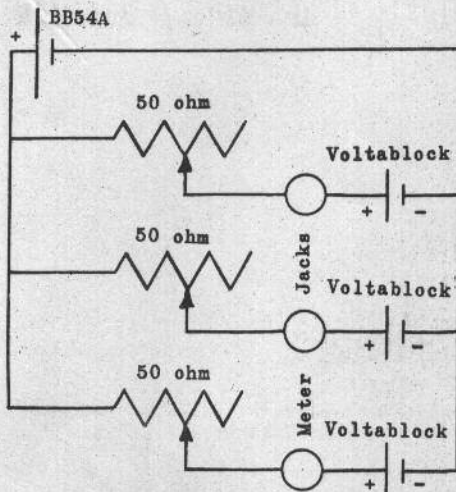 BB54A
+
50 ohm
Voltablock
+ -
50 ohm
Jacks
Voltablock
+ -
50 ohm
Meter
Voltablock
+ -